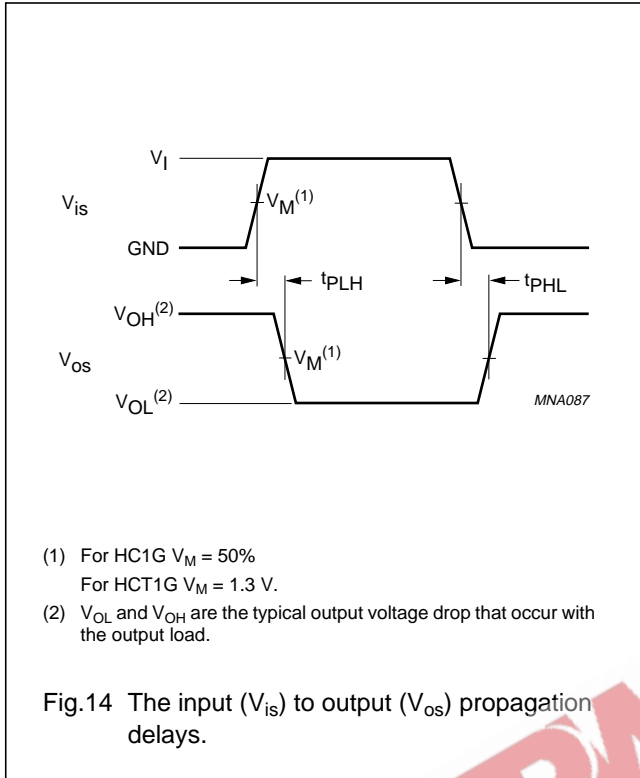 V_I
V_is
V_M(1)
GND
t_PLH
t_PHL
V_OH(2)
V_os
V_M(1)
V_OL(2)
MNA087
(1) For HC1G V_M = 50%
For HCT1G V_M = 1.3 V.
(2) V_OL and V_OH are the typical output voltage drop that occur with
the output load.
Fig.14 The input (V_is) to output (V_os) propagation
delays.